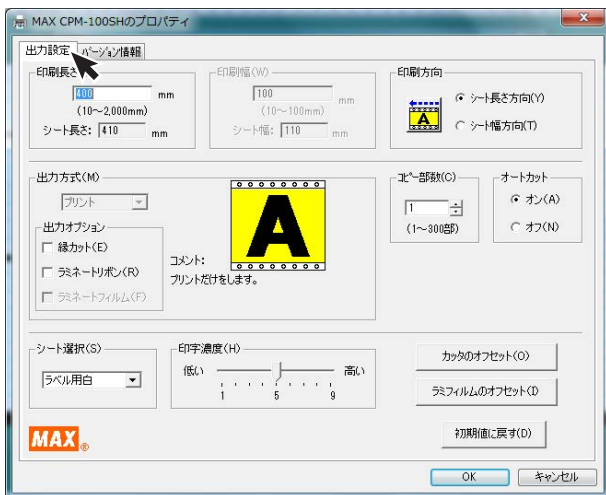 MAX CPM-100SHのプロパティ
出力設定 バージョン情報
印刷長さ
400 mm
(10～2,000mm)
シート長さ: 410 mm
印刷幅(W)
100 mm
(10～100mm)
シート幅: 110 mm
印刷方向
A
シート長さ方向(Y)
シート幅方向(T)
出力方式(M)
プリント
出力オプション
縁カット(E)
ラミネートリボン(R)
ラミネートフィルム(F)
A
コメント:
プリントだけをします。
コピー部数(C)
1
(1～300部)
オートカット
オン(A)
オフ(N)
シート選択(S)
ラベル用白
印字濃度(H)
低い 高い
1 5 9
カッタのオフセット(O)
ラミフィルムのオフセット(I)
初期値に戻す(D)
MAX®
OK キャンセル